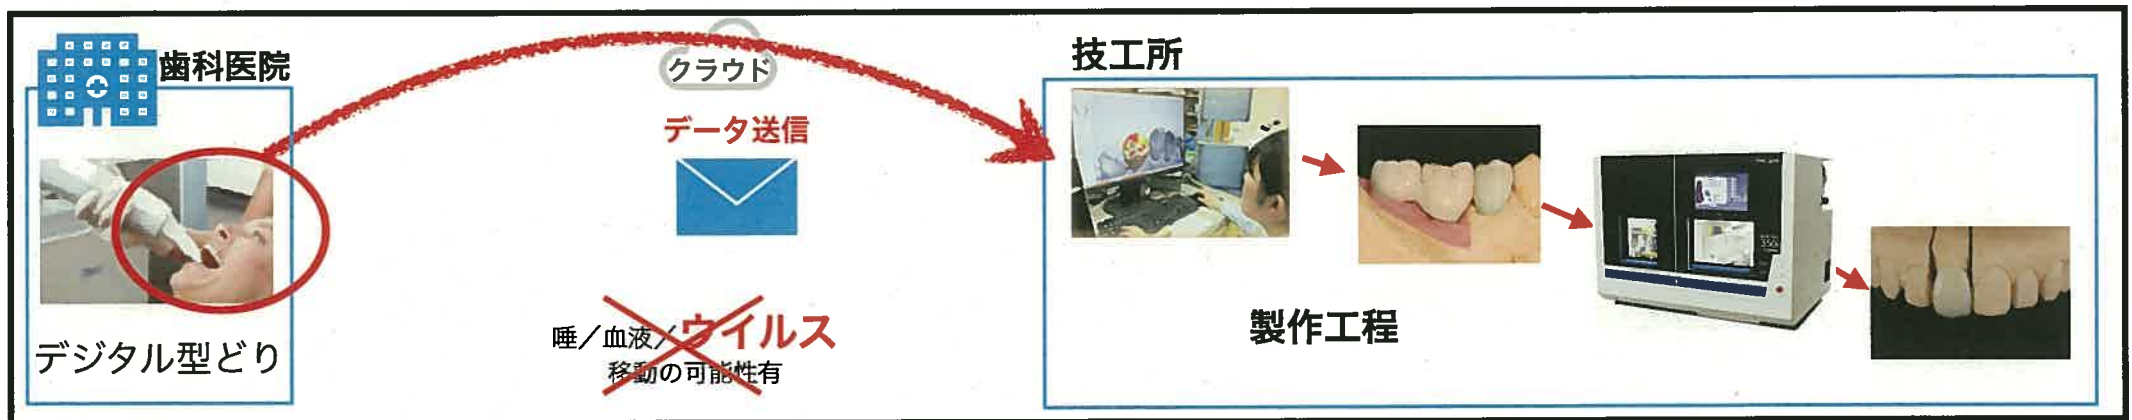 歯科医院
デジタル型どり
クラウド
データ送信
唾／血液／ウイルス
移動の可能性有
技工所
製作工程